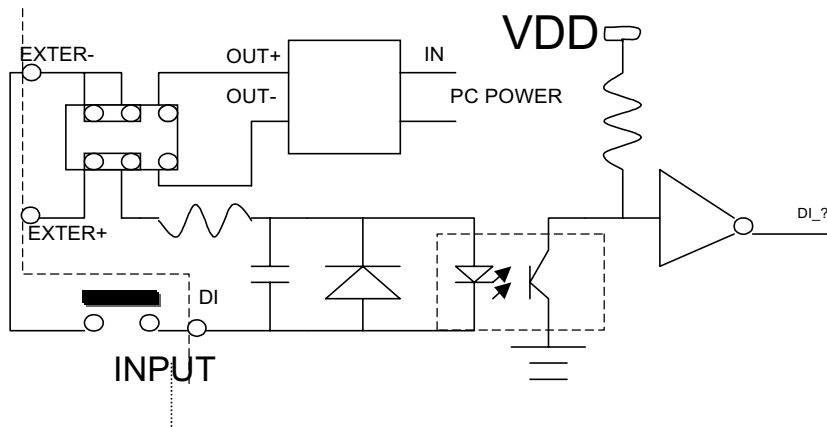 VDD
EXTER-
OUT+
IN
OUT-
PC POWER
EXTER+
DI_?
DI
INPUT